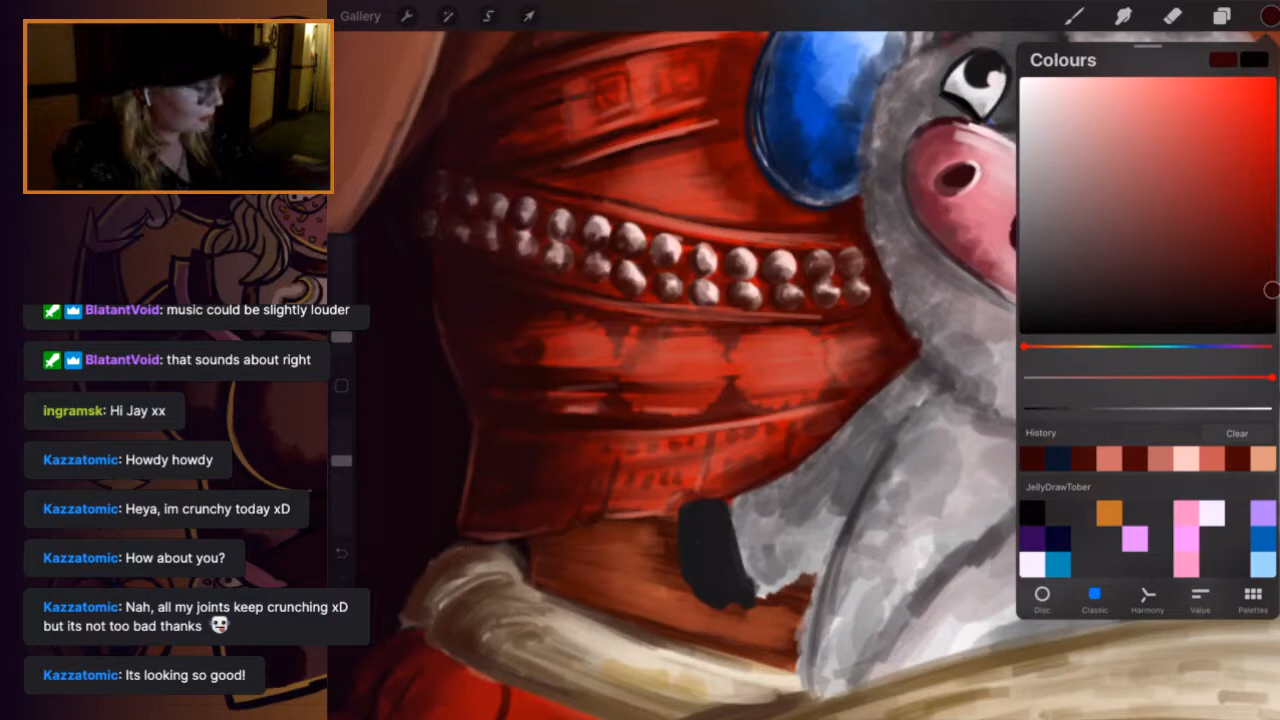 Gallery
Colours
BlatantVoid: music could be slightly louder
BlatantVoid: that sounds about right
ingramsk: Hi Jay xx
Kazzatomic: Howdy howdy
Kazzatomic: Heya, im crunchy today xD
Kazzatomic: How about you?
Kazzatomic: Nah, all my joints keep crunching xD
but its not too bad thanks
Kazzatomic: Its looking so good!
History
Clear
JellyDrawTober
Disc
Classic
Harmony
Value
Palettes